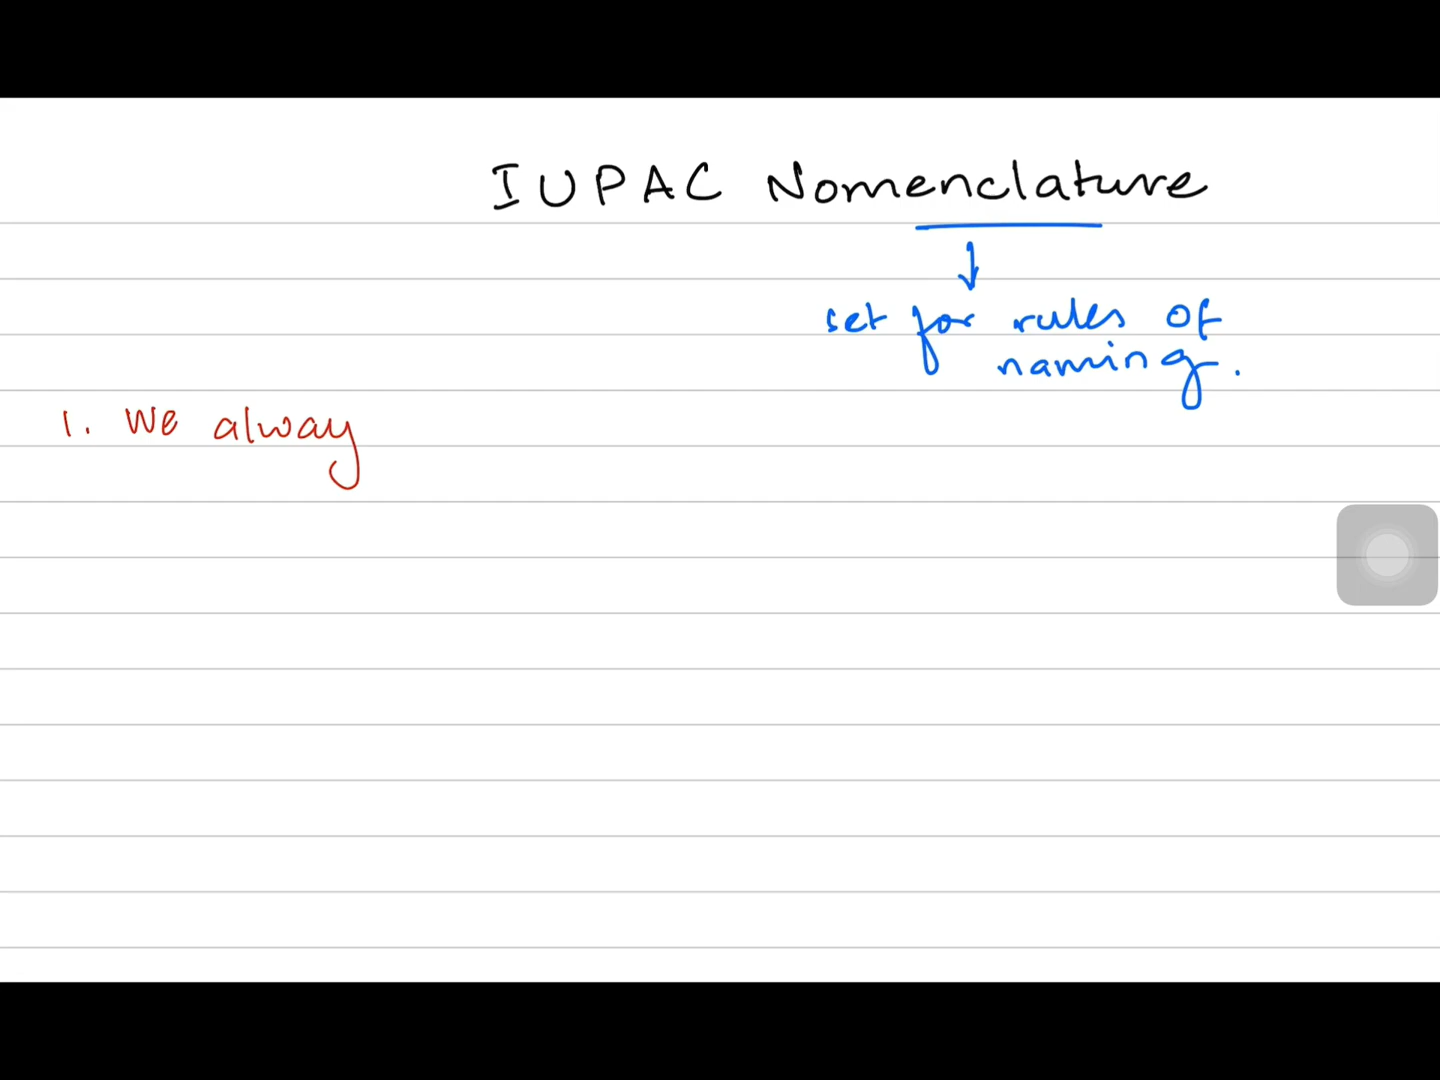 IUPAC Nomenclature
↓
set for rules of
naming.
1. We alway